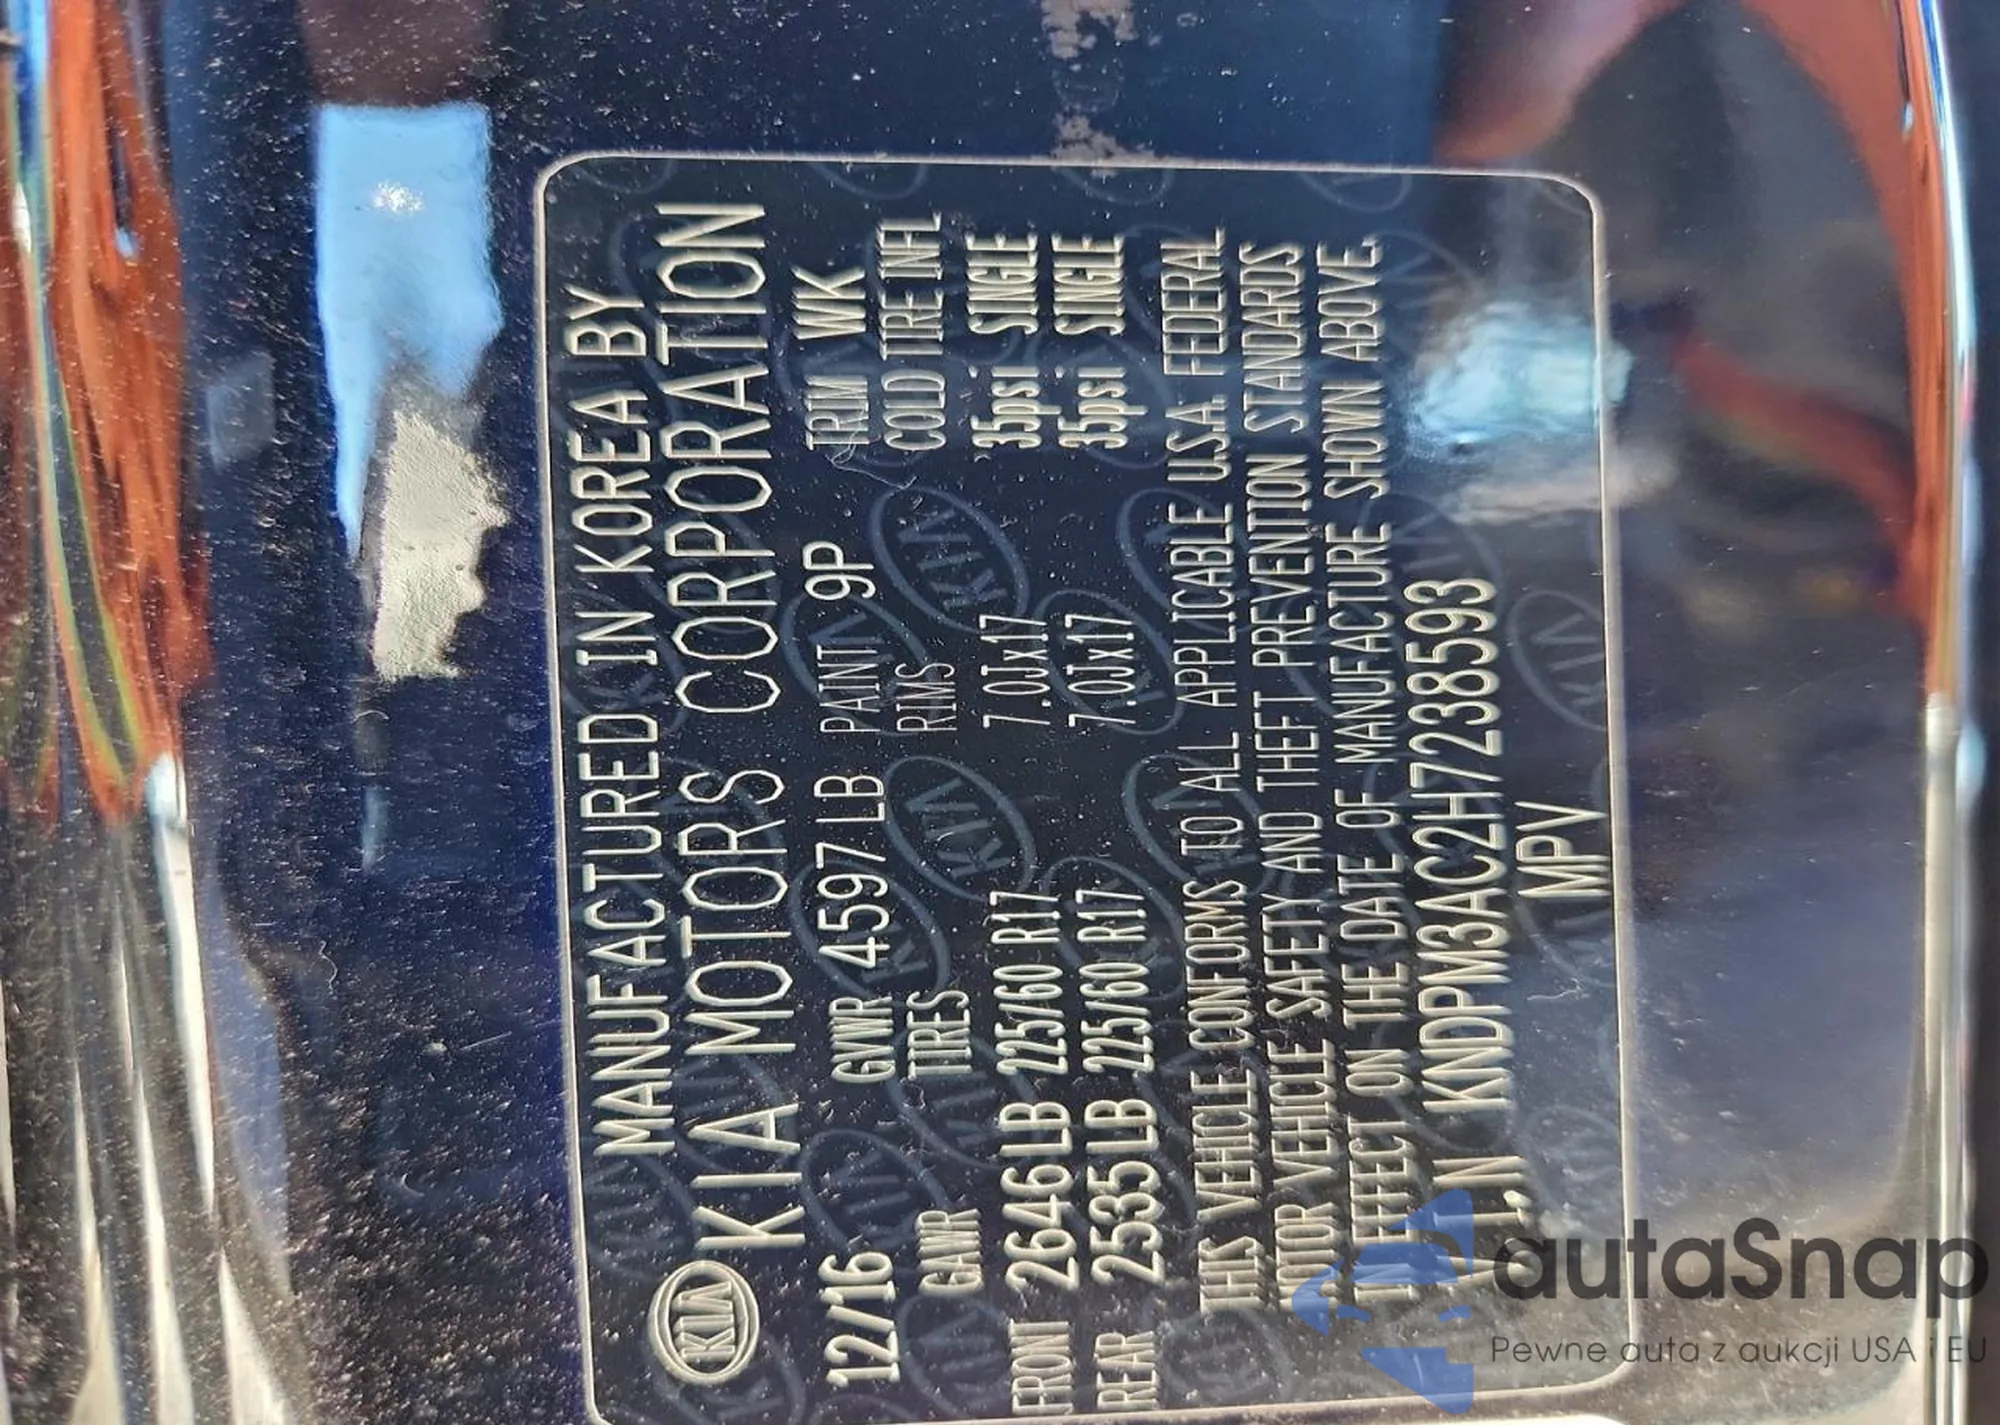 MANUFACTURED IN KOREA BY
KIA KIA MOTORS CORPORATION
12/16 GVWR 4597 LB PAINT 9P TRIM WK
GAWR TIRES RIMS COLD TIRE INFL
FRONT 2646 LB 225/60 R17 7.0Jx17 35psi SINGLE
REAR 2535 LB 225/60 R17 7.0Jx17 35psi SINGLE
THIS VEHICLE CONFORMS TO ALL APPLICABLE U.S.A. FEDERAL
MOTOR VEHICLE SAFETY AND THEFT PREVENTION STANDARDS
IN EFFECT ON THE DATE OF MANUFACTURE SHOWN ABOVE.
KNDPM3AC2H7238593
MPV
autaSnap
Pewne auta z aukcji USA i EU